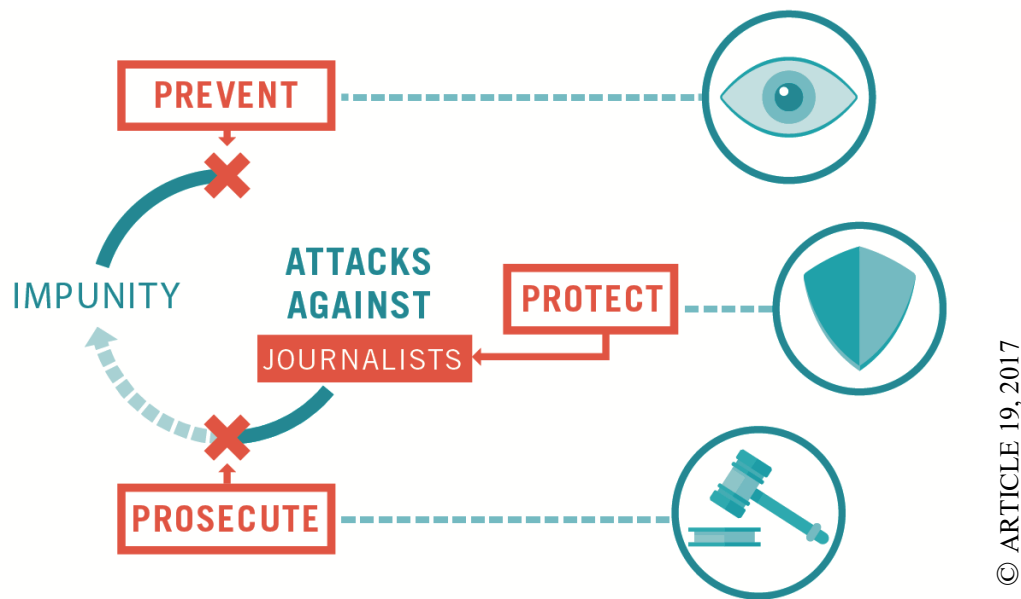 PREVENT
IMPUNITY
ATTACKS
AGAINST
JOURNALISTS
PROTECT
PROSECUTE
© ARTICLE 19, 2017